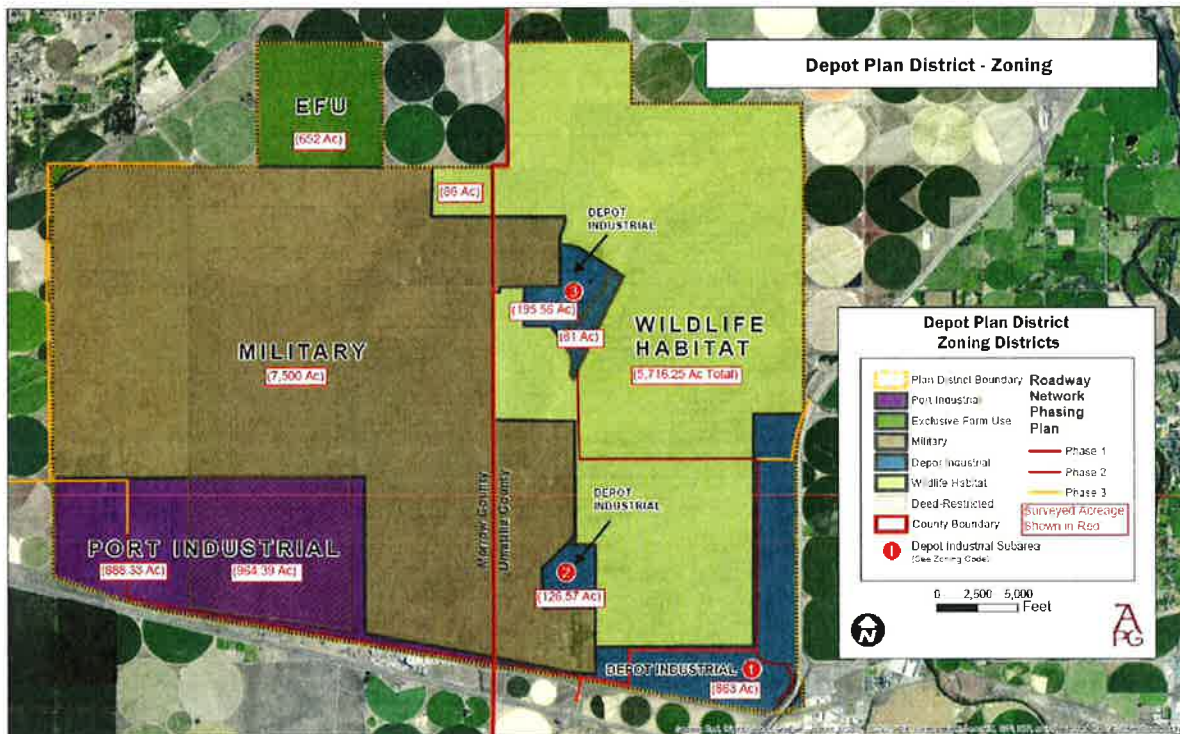 Depot Plan District - Zoning
EFU
(652 Ac)
(86 Ac)
DEPOT
INDUSTRIAL
3
(195.56 Ac)
(61 Ac)
WILDLIFE
HABITAT
(5,716.25 Ac Total)
MILITARY
(7,500 Ac)
Morrow County
Umatilla County
DEPOT
INDUSTRIAL
2
(126.57 Ac)
PORT INDUSTRIAL
(964.39 Ac)
DEPOT INDUSTRIAL
1
(863 Ac)
Depot Plan District
Zoning Districts
Plan District Boundary
Port Industrial
Exclusive Farm Use
Military
Depot Industrial
Wildlife Habitat
Deed-Restricted
County Boundary
1
Depot Industrial Subarea
(See Zoning Code)
Roadway
Network
Phasing
Plan
Phase 1
Phase 2
Phase 3
Surveyed Acreage
Shown in Red
0 2,500 5,000
Feet
N
APG